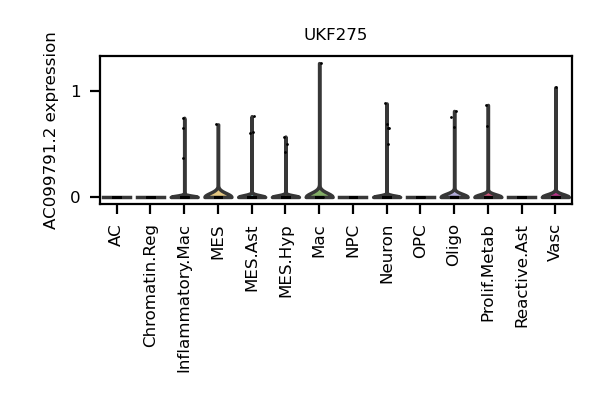 UKF275
AC099791.2 expression
1
0
AC
Chromatin.Reg
Inflammatory.Mac
MES
MES.Ast
MES.Hyp
Mac
NPC
Neuron
OPC
Oligo
Prolif.Metab
Reactive.Ast
Vasc